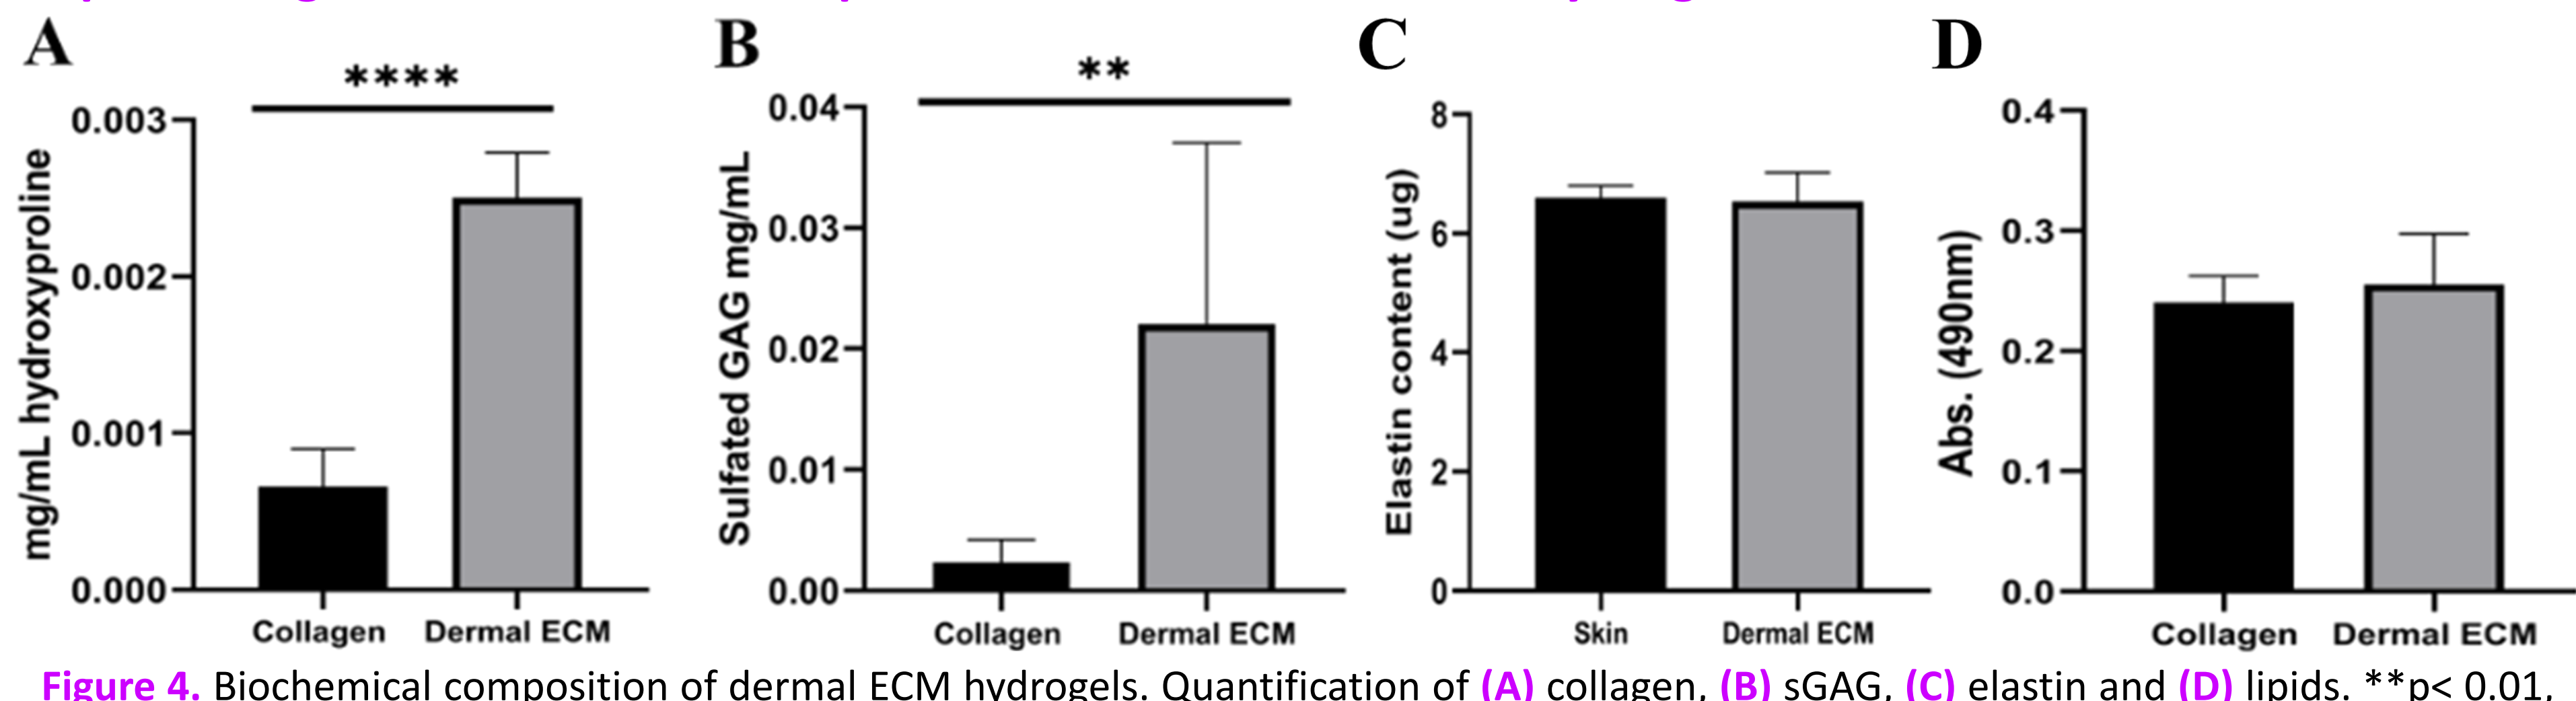 A
****
mg/mL hydroxyproline
0.003
0.002
0.001
0.000
Collagen
Dermal ECM
B
**
Sulfated GAG mg/mL
0.04
0.03
0.02
0.01
0.00
Collagen
Dermal ECM
C
Elastin content (ug)
8
6
4
2
0
Skin
Dermal ECM
D
Abs. (490nm)
0.4
0.3
0.2
0.1
0.0
Collagen
Dermal ECM
Figure 4. Biochemical composition of dermal ECM hydrogels. Quantification of (A) collagen, (B) sGAG, (C) elastin and (D) lipids. **p< 0.01,